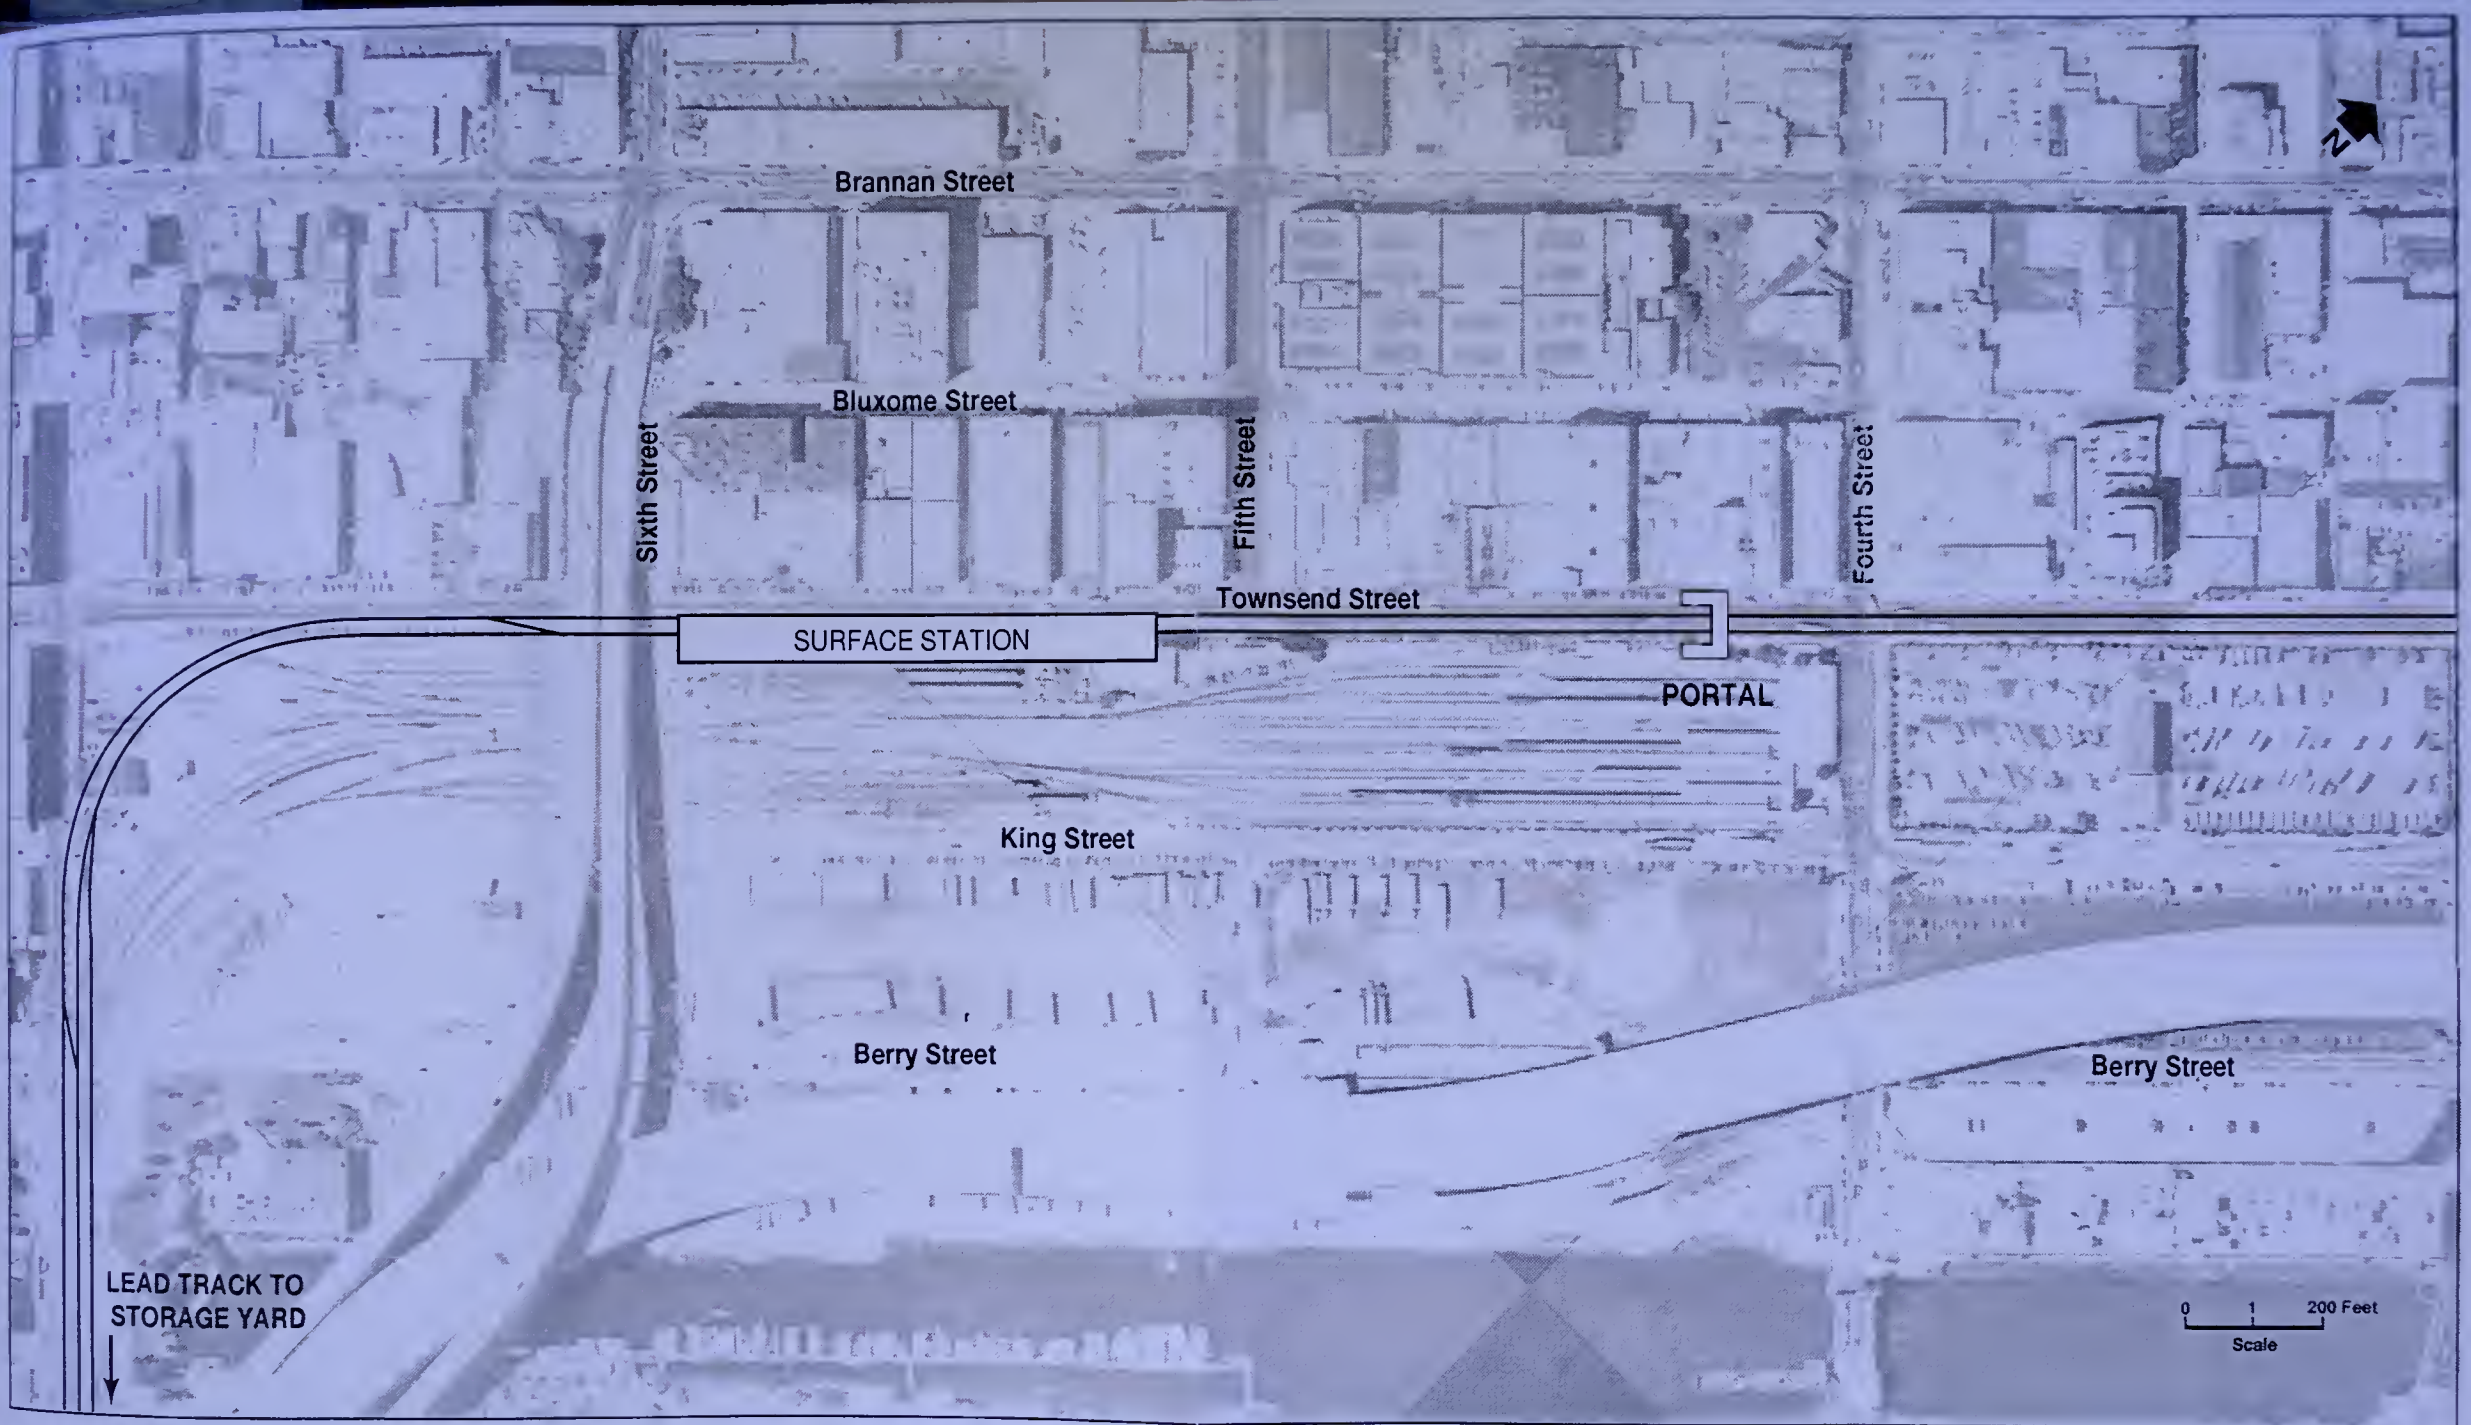 N
Brannan Street
Bluxome Street
Sixth Street
Fifth Street
Fourth Street
Townsend Street
SURFACE STATION
PORTAL
King Street
Berry Street
Berry Street
LEAD TRACK TO
STORAGE YARD
0 1 200 Feet
Scale